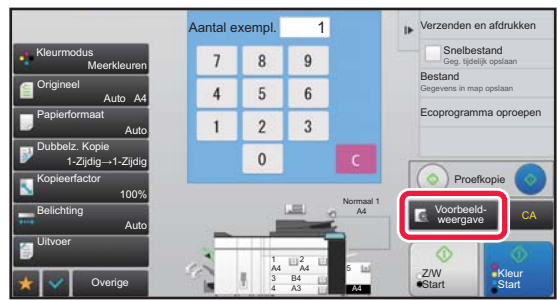 Aantal exempl. 1
Kleurmodus
Meerkleuren
Origineel
Auto A4
Papierformaat
Auto
Dubbelz. Kopie
1-Zijdig→1-Zijdig
Kopieerfactor
100%
Belichting
Auto
Uitvoer
Overige
7 8 9
4 5 6
1 2 3
0 C
Normaal 1
A4
1
A4
2
A4
3 B4
4 A3
5
A4
Verzenden en afdrukken
Snelbestand
Geg. tijdelijk opslaan
Bestand
Gegevens in map opslaan
Ecoprogramma oproepen
Proefkopie
Voorbeeld-
weergave
CA
Z/W
Start
Kleur
Start